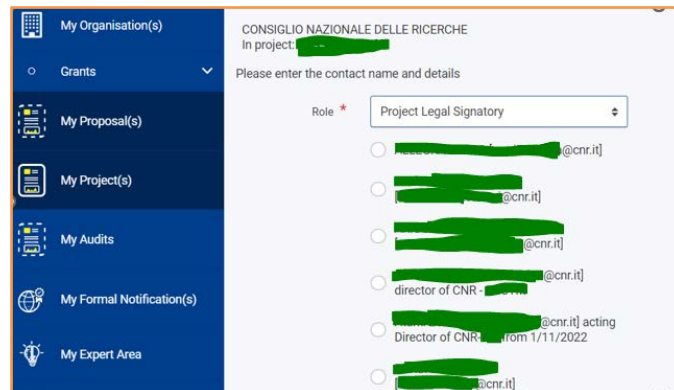 My Organisation(s)
Grants
My Proposal(s)
My Project(s)
My Audits
My Formal Notification(s)
My Expert Area
CONSIGLIO NAZIONALE DELLE RICERCHE
In project:
Please enter the contact name and details
Role * Project Legal Signatory
@cnr.it]
[ @cnr.it]
[ @cnr.it]
@cnr.it]
director of CNR -
@cnr.it] acting
Director of CNR- from 1/11/2022
[ @cnr.it]